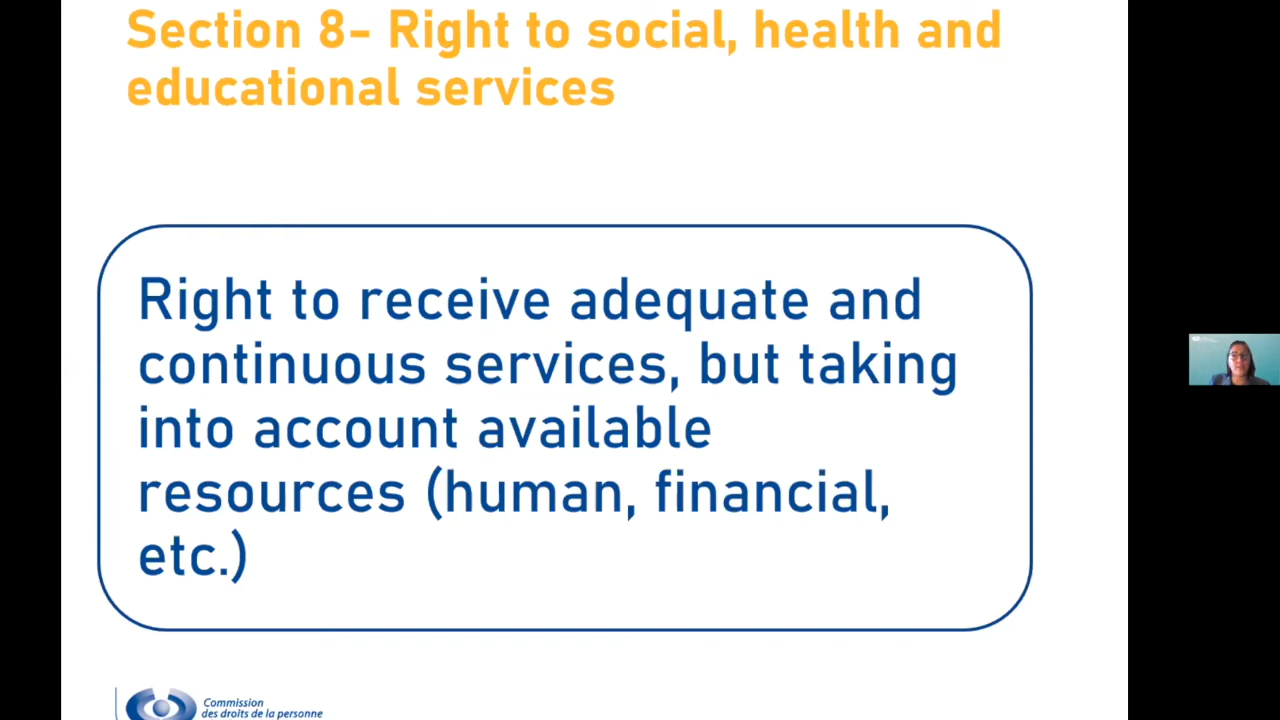 Section 8- Right to social, health and
educational services
Right to receive adequate and
continuous services, but taking
into account available
resources (human, financial,
etc.)
Commission
des droits de la personne